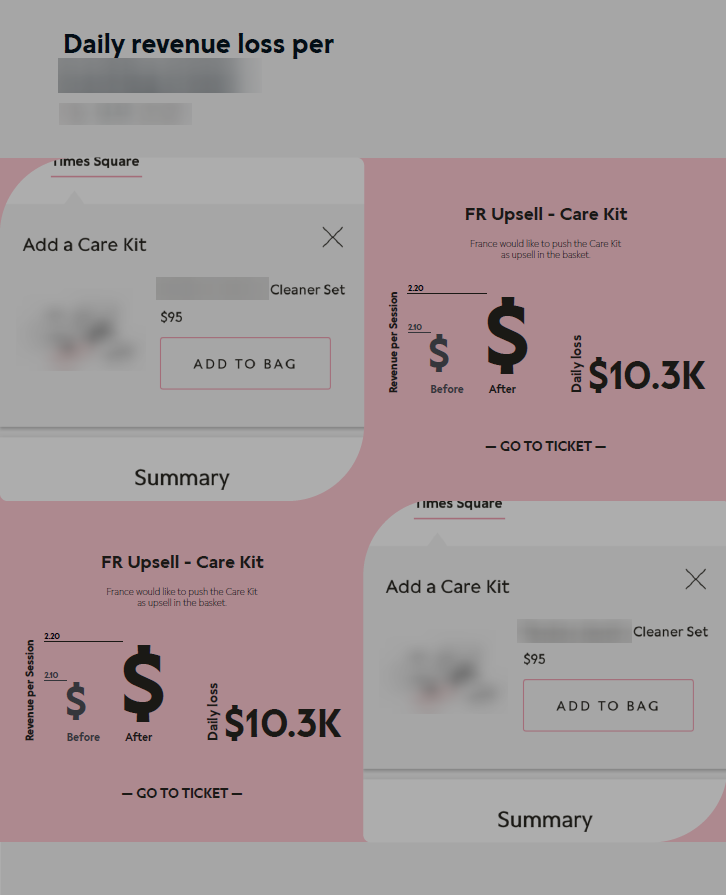 Daily revenue loss per
Times Square
Add a Care Kit
Cleaner Set
$95
ADD TO BAG
Summary
FR Upsell - Care Kit
France would like to push the Care Kit
as upsell in the basket.
Revenue per Session
2.20
2.10
$
$
Before
After
Daily loss
$10.3K
— GO TO TICKET —
FR Upsell - Care Kit
France would like to push the Care Kit
as upsell in the basket.
Revenue per Session
2.20
2.10
$
$
Before
After
Daily loss
$10.3K
— GO TO TICKET —
Times Square
Add a Care Kit
Cleaner Set
$95
ADD TO BAG
Summary